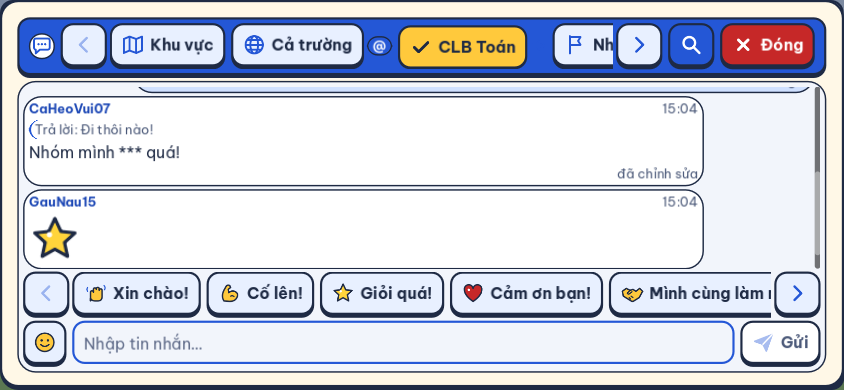 Khu vực
Cả trường
@
CLB Toán
Nh
Đóng
CaHeoVui07
15:04
Trả lời: Đi thôi nào!
Nhóm mình *** quá!
đã chỉnh sửa
GauNau15
15:04
Xin chào!
Cố lên!
Giỏi quá!
Cảm ơn bạn!
Mình cùng làm
Nhập tin nhắn...
Gửi